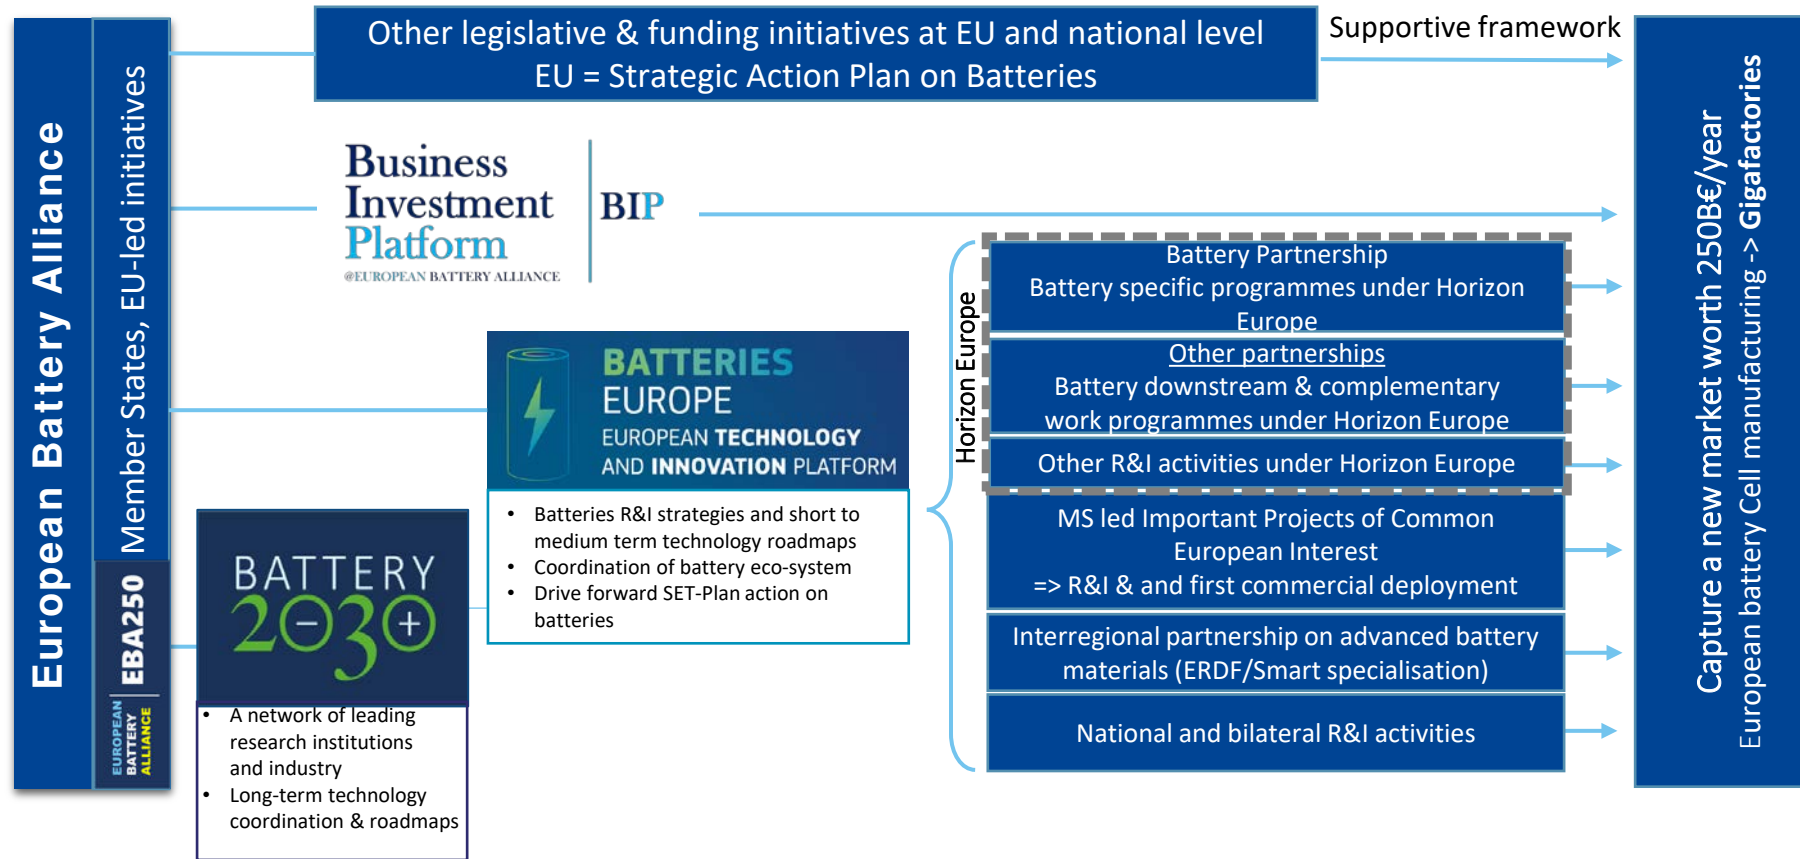 European Battery Alliance
Member States, EU-led initiatives
EUROPEAN
BATTERY
ALLIANCE
EBA250
Other legislative & funding initiatives at EU and national level
EU = Strategic Action Plan on Batteries
Supportive framework
Business
Investment
Platform
@EUROPEAN BATTERY ALLIANCE
BIP
BATTERIES
EUROPE
EUROPEAN TECHNOLOGY
AND INNOVATION PLATFORM
• Batteries R&I strategies and short to
medium term technology roadmaps
• Coordination of battery eco-system
• Drive forward SET-Plan action on
batteries
BATTERY
2030+
• A network of leading
research institutions
and industry
• Long-term technology
coordination & roadmaps
Horizon Europe
Battery Partnership
Battery specific programmes under Horizon
Europe
Other partnerships
Battery downstream & complementary
work programmes under Horizon Europe
Other R&I activities under Horizon Europe
MS led Important Projects of Common
European Interest
=> R&I & and first commercial deployment
Interregional partnership on advanced battery
materials (ERDF/Smart specialisation)
National and bilateral R&I activities
Capture a new market worth 250B€/year
European battery Cell manufacturing -> Gigafactories